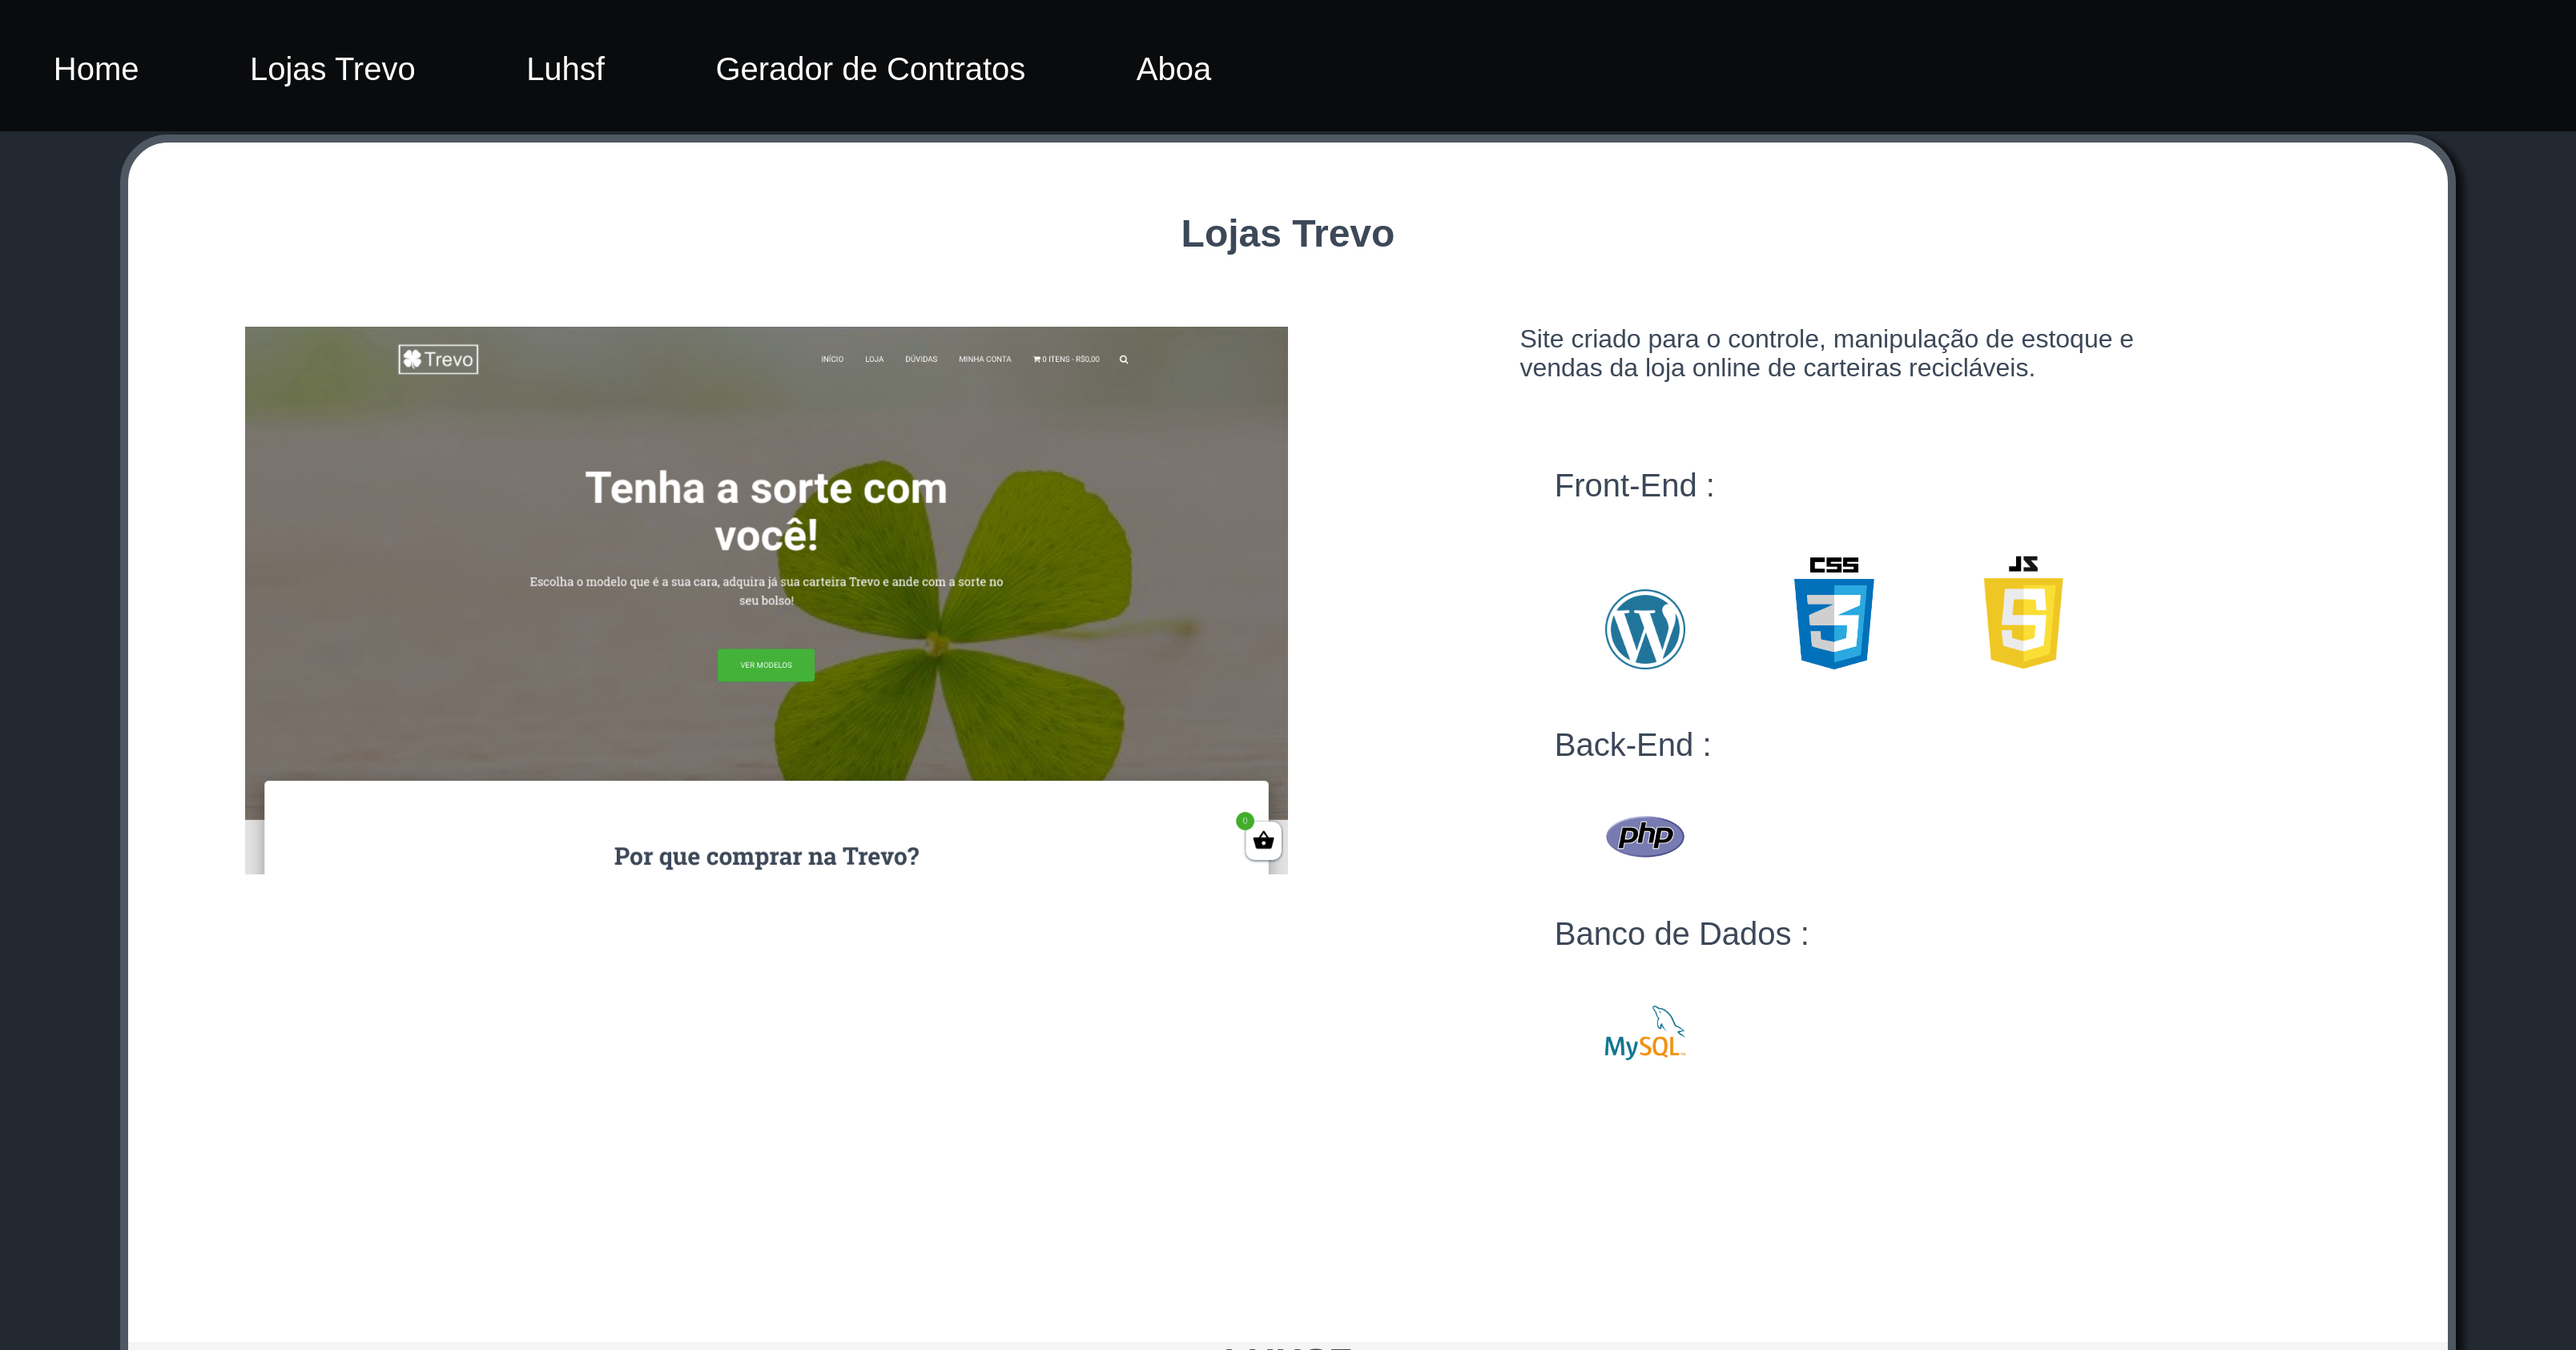 Home Lojas Trevo Luhsf Gerador de Contratos Aboa
Lojas Trevo
Trevo
INÍCIO LOJA DÚVIDAS MINHA CONTA 0 ITENS - R$0,00
Tenha a sorte com
você!
Escolha o modelo que é a sua cara, adquira já sua carteira Trevo e ande com a sorte no
seu bolso!
VER MODELOS
0
Por que comprar na Trevo?
Site criado para o controle, manipulação de estoque e
vendas da loja online de carteiras recicláveis.
Front-End :
W
CSS
3
JS
5
Back-End :
php
Banco de Dados :
MySQL